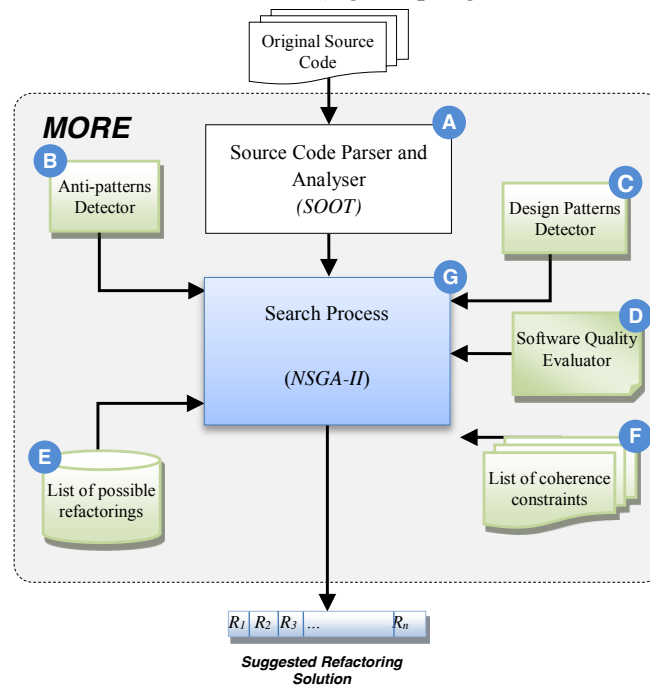 Original Source
Code
MORE
A
Source Code Parser and
Analyser
(SOOT)
B
Anti-patterns
Detector
C
Design Patterns
Detector
G
Search Process
(NSGA-II)
D
Software Quality
Evaluator
E
List of possible
refactorings
F
List of coherence
constraints
R1 R2 R3 ... Rn
Suggested Refactoring
Solution